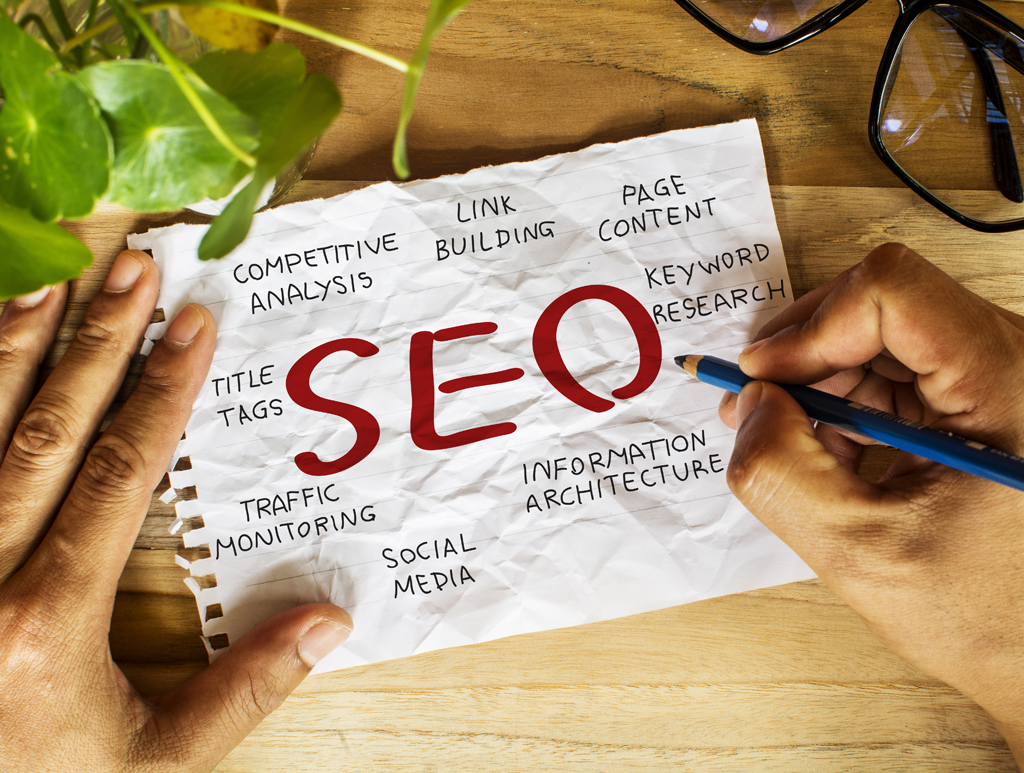 LINK
BUILDING
PAGE
CONTENT
COMPETITIVE
ANALYSIS
KEYWORD
RESEARCH
SEO
TITLE
TAGS
INFORMATION
ARCHITECTURE
TRAFFIC
MONITORING
SOCIAL
MEDIA